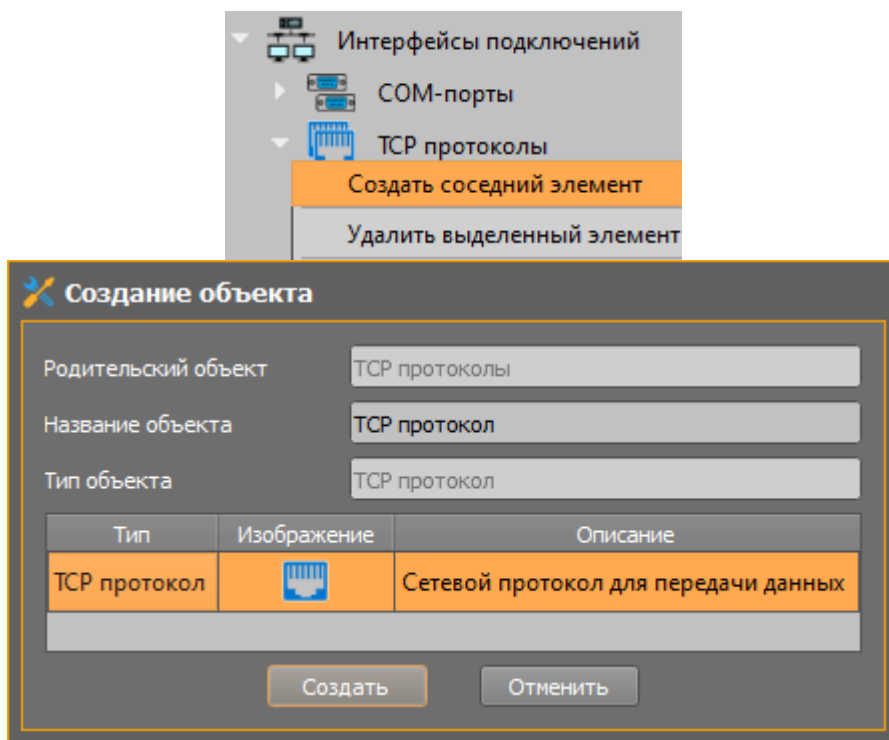 Интерфейсы подключений
COM-порты
TCP протоколы
Создать соседний элемент
Удалить выделенный элемент
Создание объекта
Родительский объект TCP протоколы
Название объекта TCP протокол
Тип объекта TCP протокол
Тип Изображение Описание
TCP протокол Сетевой протокол для передачи данных
Создать Отменить